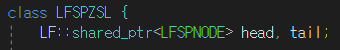 class LFSPZSL {
LF::shared_ptr<LFSPNODE> head, tail;